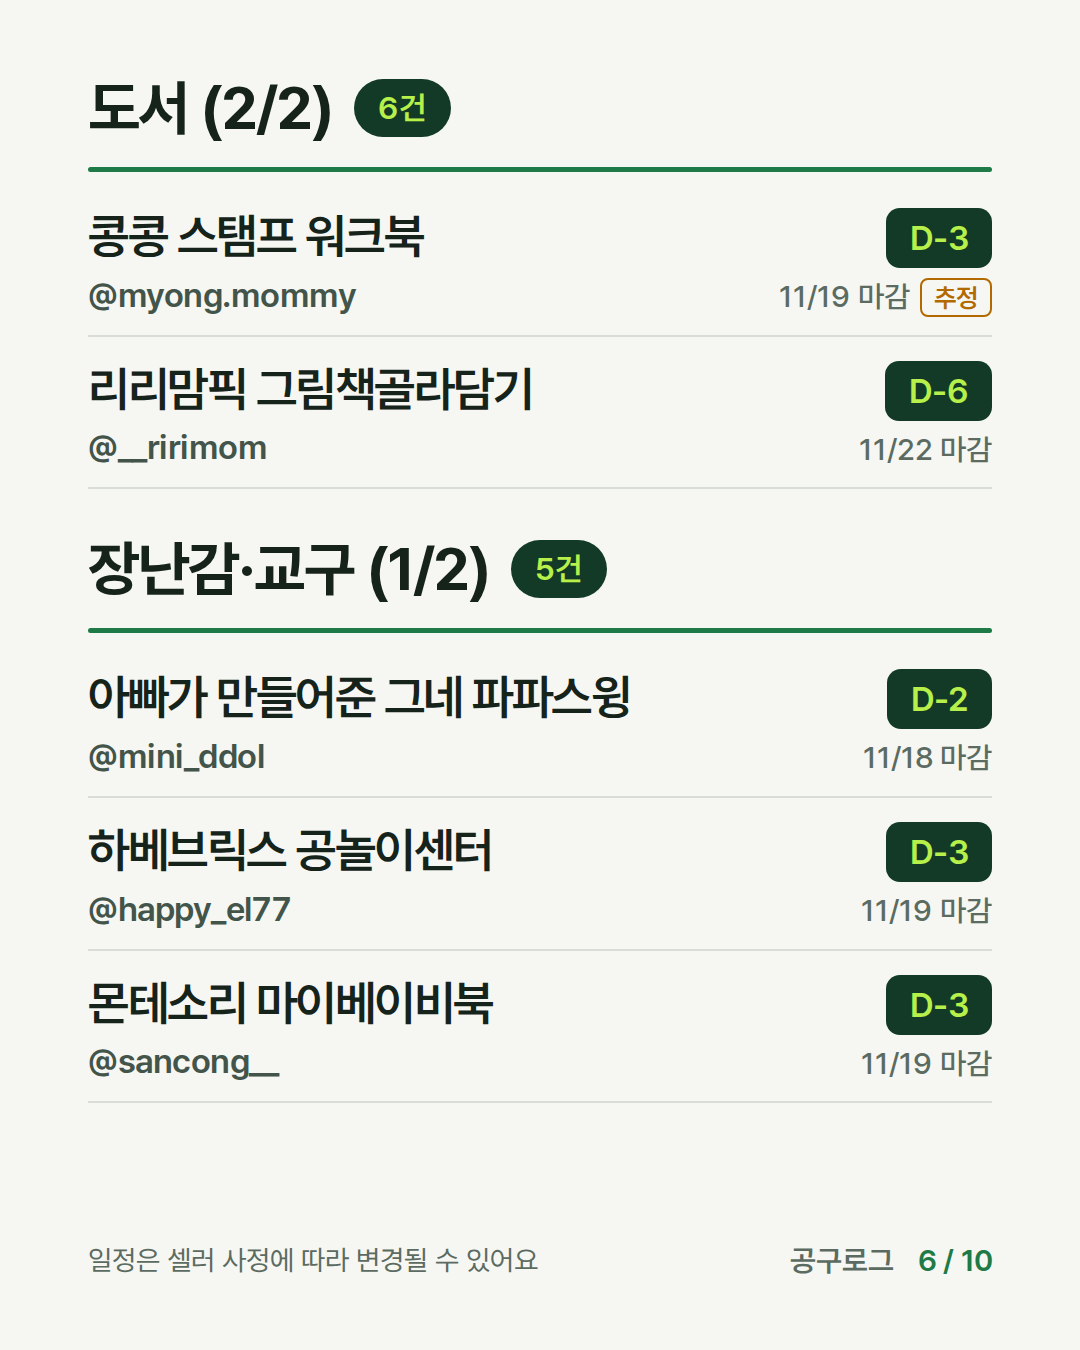 도서 (2/2) 6건
콩콩 스탬프 워크북 D-3
@myong.mommy 11/19 마감 추정
리리맘픽 그림책골라담기 D-6
@__ririmom 11/22 마감
장난감·교구 (1/2) 5건
아빠가 만들어준 그네 파파스윙 D-2
@mini_ddol 11/18 마감
하베브릭스 공놀이센터 D-3
@happy_el77 11/19 마감
몬테소리 마이베이비북 D-3
@sancong__ 11/19 마감
일정은 셀러 사정에 따라 변경될 수 있어요 공구로그 6 / 10